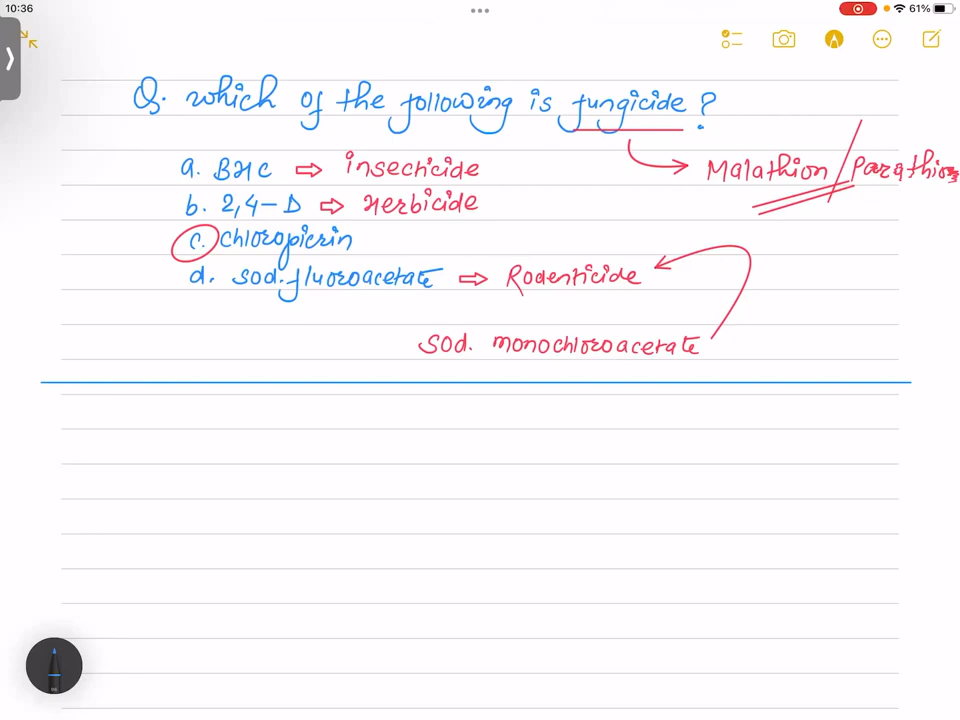 10:36
61%
Q. which of the following is fungicide ?
Malathion / Parathion
a. BHC ⇨ insecticide
b. 2,4-D ⇨ Herbicide
c. chloropicrin
d. sod. fluoroacetate ⇨ Rodenticide
sod. monochloroacetate